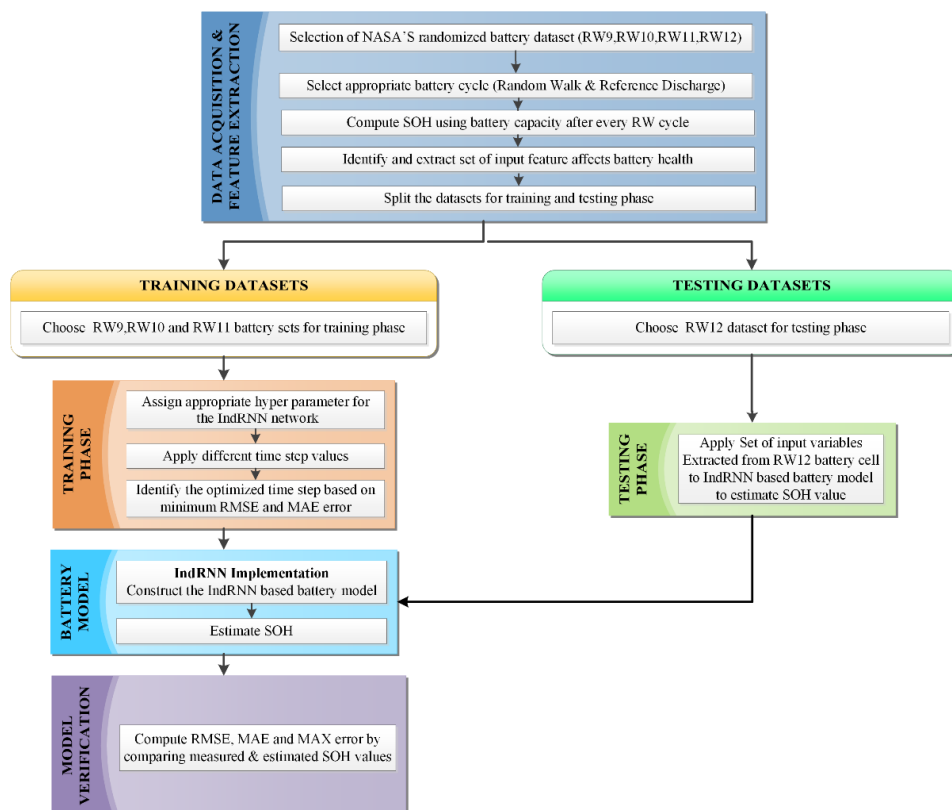 DATA ACQUISITION &
FEATURE EXTRACTION
Selection of NASA'S randomized battery dataset (RW9,RW10,RW11,RW12)
Select appropriate battery cycle (Random Walk & Reference Discharge)
Compute SOH using battery capacity after every RW cycle
Identify and extract set of input feature affects battery health
Split the datasets for training and testing phase
TRAINING DATASETS
Choose RW9,RW10 and RW11 battery sets for training phase
TESTING DATASETS
Choose RW12 dataset for testing phase
TRAINING
PHASE
Assign appropriate hyper parameter for
the IndRNN network
Apply different time step values
Identify the optimized time step based on
minimum RMSE and MAE error
TESTING
PHASE
Apply Set of input variables
Extracted from RW12 battery cell
to IndRNN based battery model
to estimate SOH value
BATTERY
MODEL
IndRNN Implementation
Construct the IndRNN based battery model
Estimate SOH
MODEL
VERIFICATION
Compute RMSE, MAE and MAX error by
comparing measured & estimated SOH values